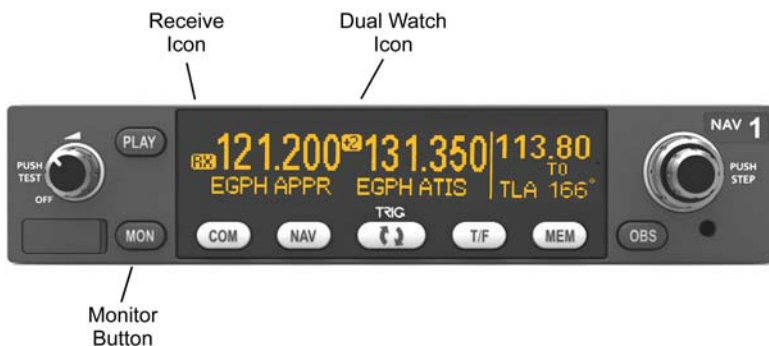 Receive
Icon
Dual Watch
Icon
PLAY
NAV 1
PUSH
TEST
OFF
RX 121.200 +2 131.350 113.80
TO
EGPH APPR EGPH ATIS TLA 166°
PUSH
STEP
TRIG
MON COM NAV T/F MEM OBS
Monitor
Button